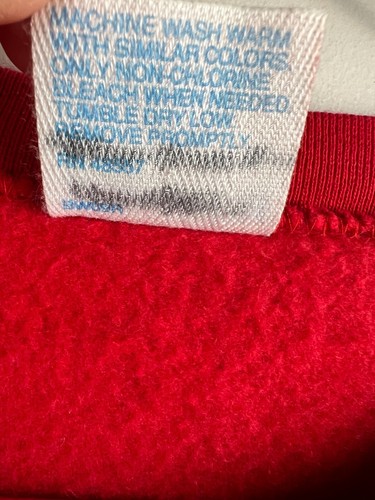 MACHINE WASH WARM
WITH SIMILAR COLORS.
ONLY NON-CHLORINE
BLEACH WHEN NEEDED.
TUMBLE DRY LOW.
REMOVE PROMPTLY.